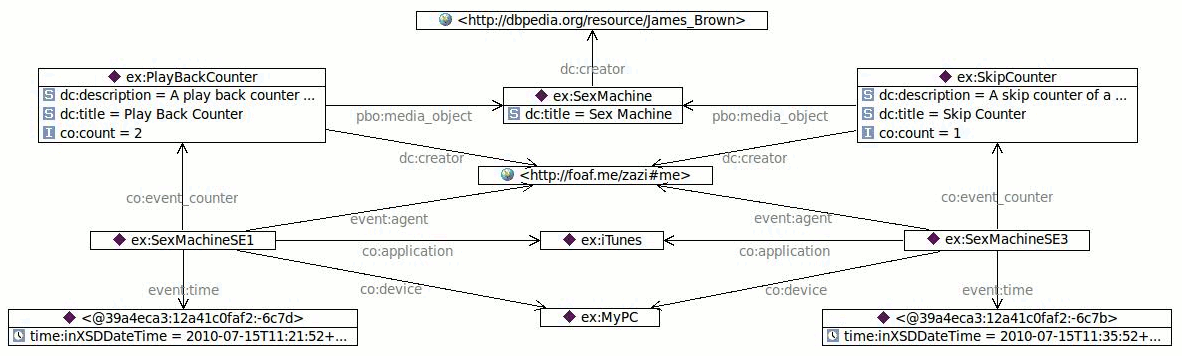 <http://dbpedia.org/resource/James_Brown>
dc:creator
ex:PlayBackCounter
dc:description = A play back counter ...
dc:title = Play Back Counter
co:count = 2
ex:SexMachine
dc:title = Sex Machine
ex:SkipCounter
dc:description = A skip counter of a ...
dc:title = Skip Counter
co:count = 1
pbo:media_object
pbo:media_object
dc:creator
dc:creator
<http://foaf.me/zazi#me>
co:event_counter
co:event_counter
event:agent
event:agent
ex:SexMachineSE1
ex:iTunes
ex:SexMachineSE3
co:application
co:application
event:time
co:device
co:device
event:time
<@39a4eca3:12a41c0faf2:-6c7d>
time:inXSDDateTime = 2010-07-15T11:21:52+...
ex:MyPC
<@39a4eca3:12a41c0faf2:-6c7b>
time:inXSDDateTime = 2010-07-15T11:35:52+...